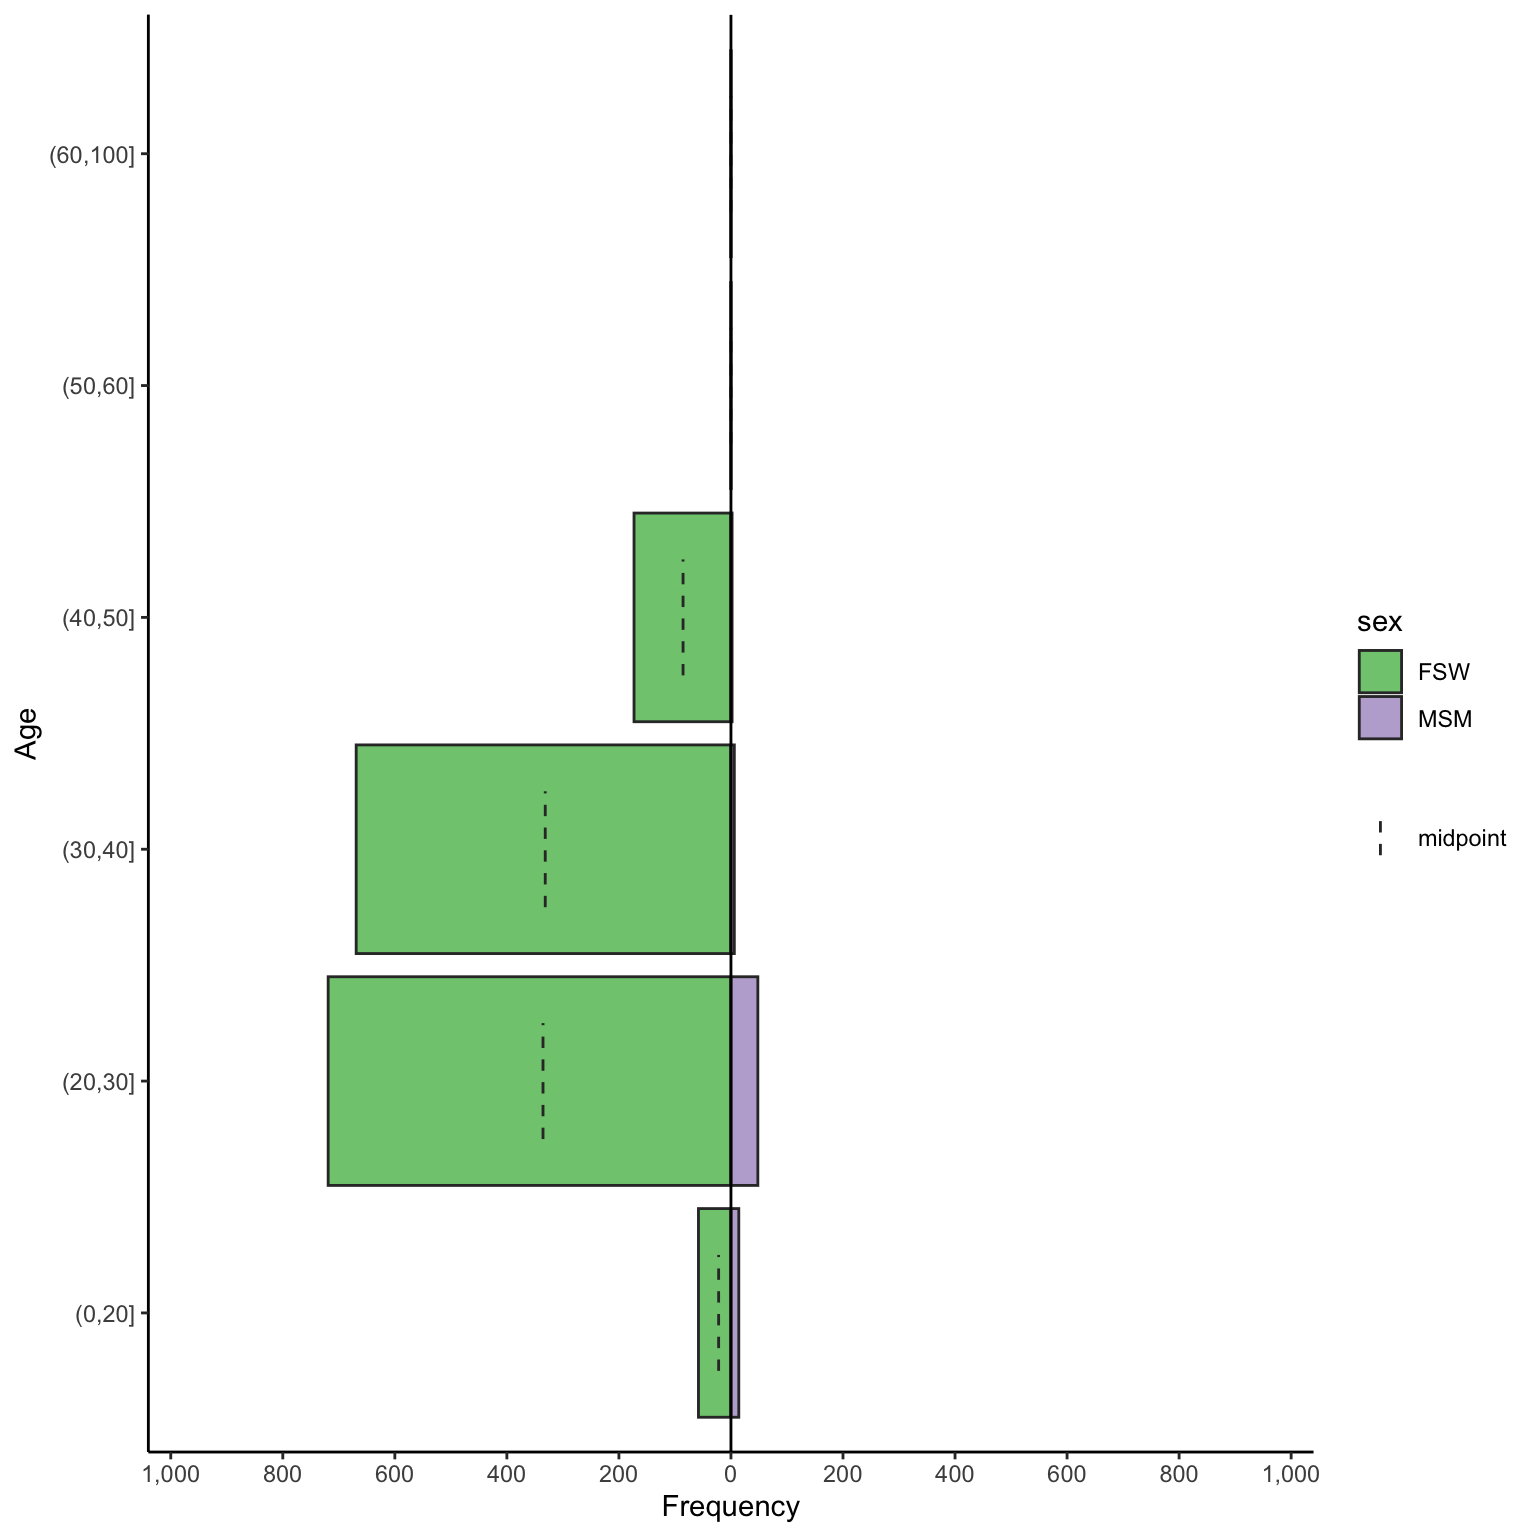 (60,100]
(50,60]
(40,50]
(30,40]
(20,30]
(0,20]
Age
1,000 800 600 400 200 0 200 400 600 800 1,000
Frequency
sex
FSW
MSM
midpoint